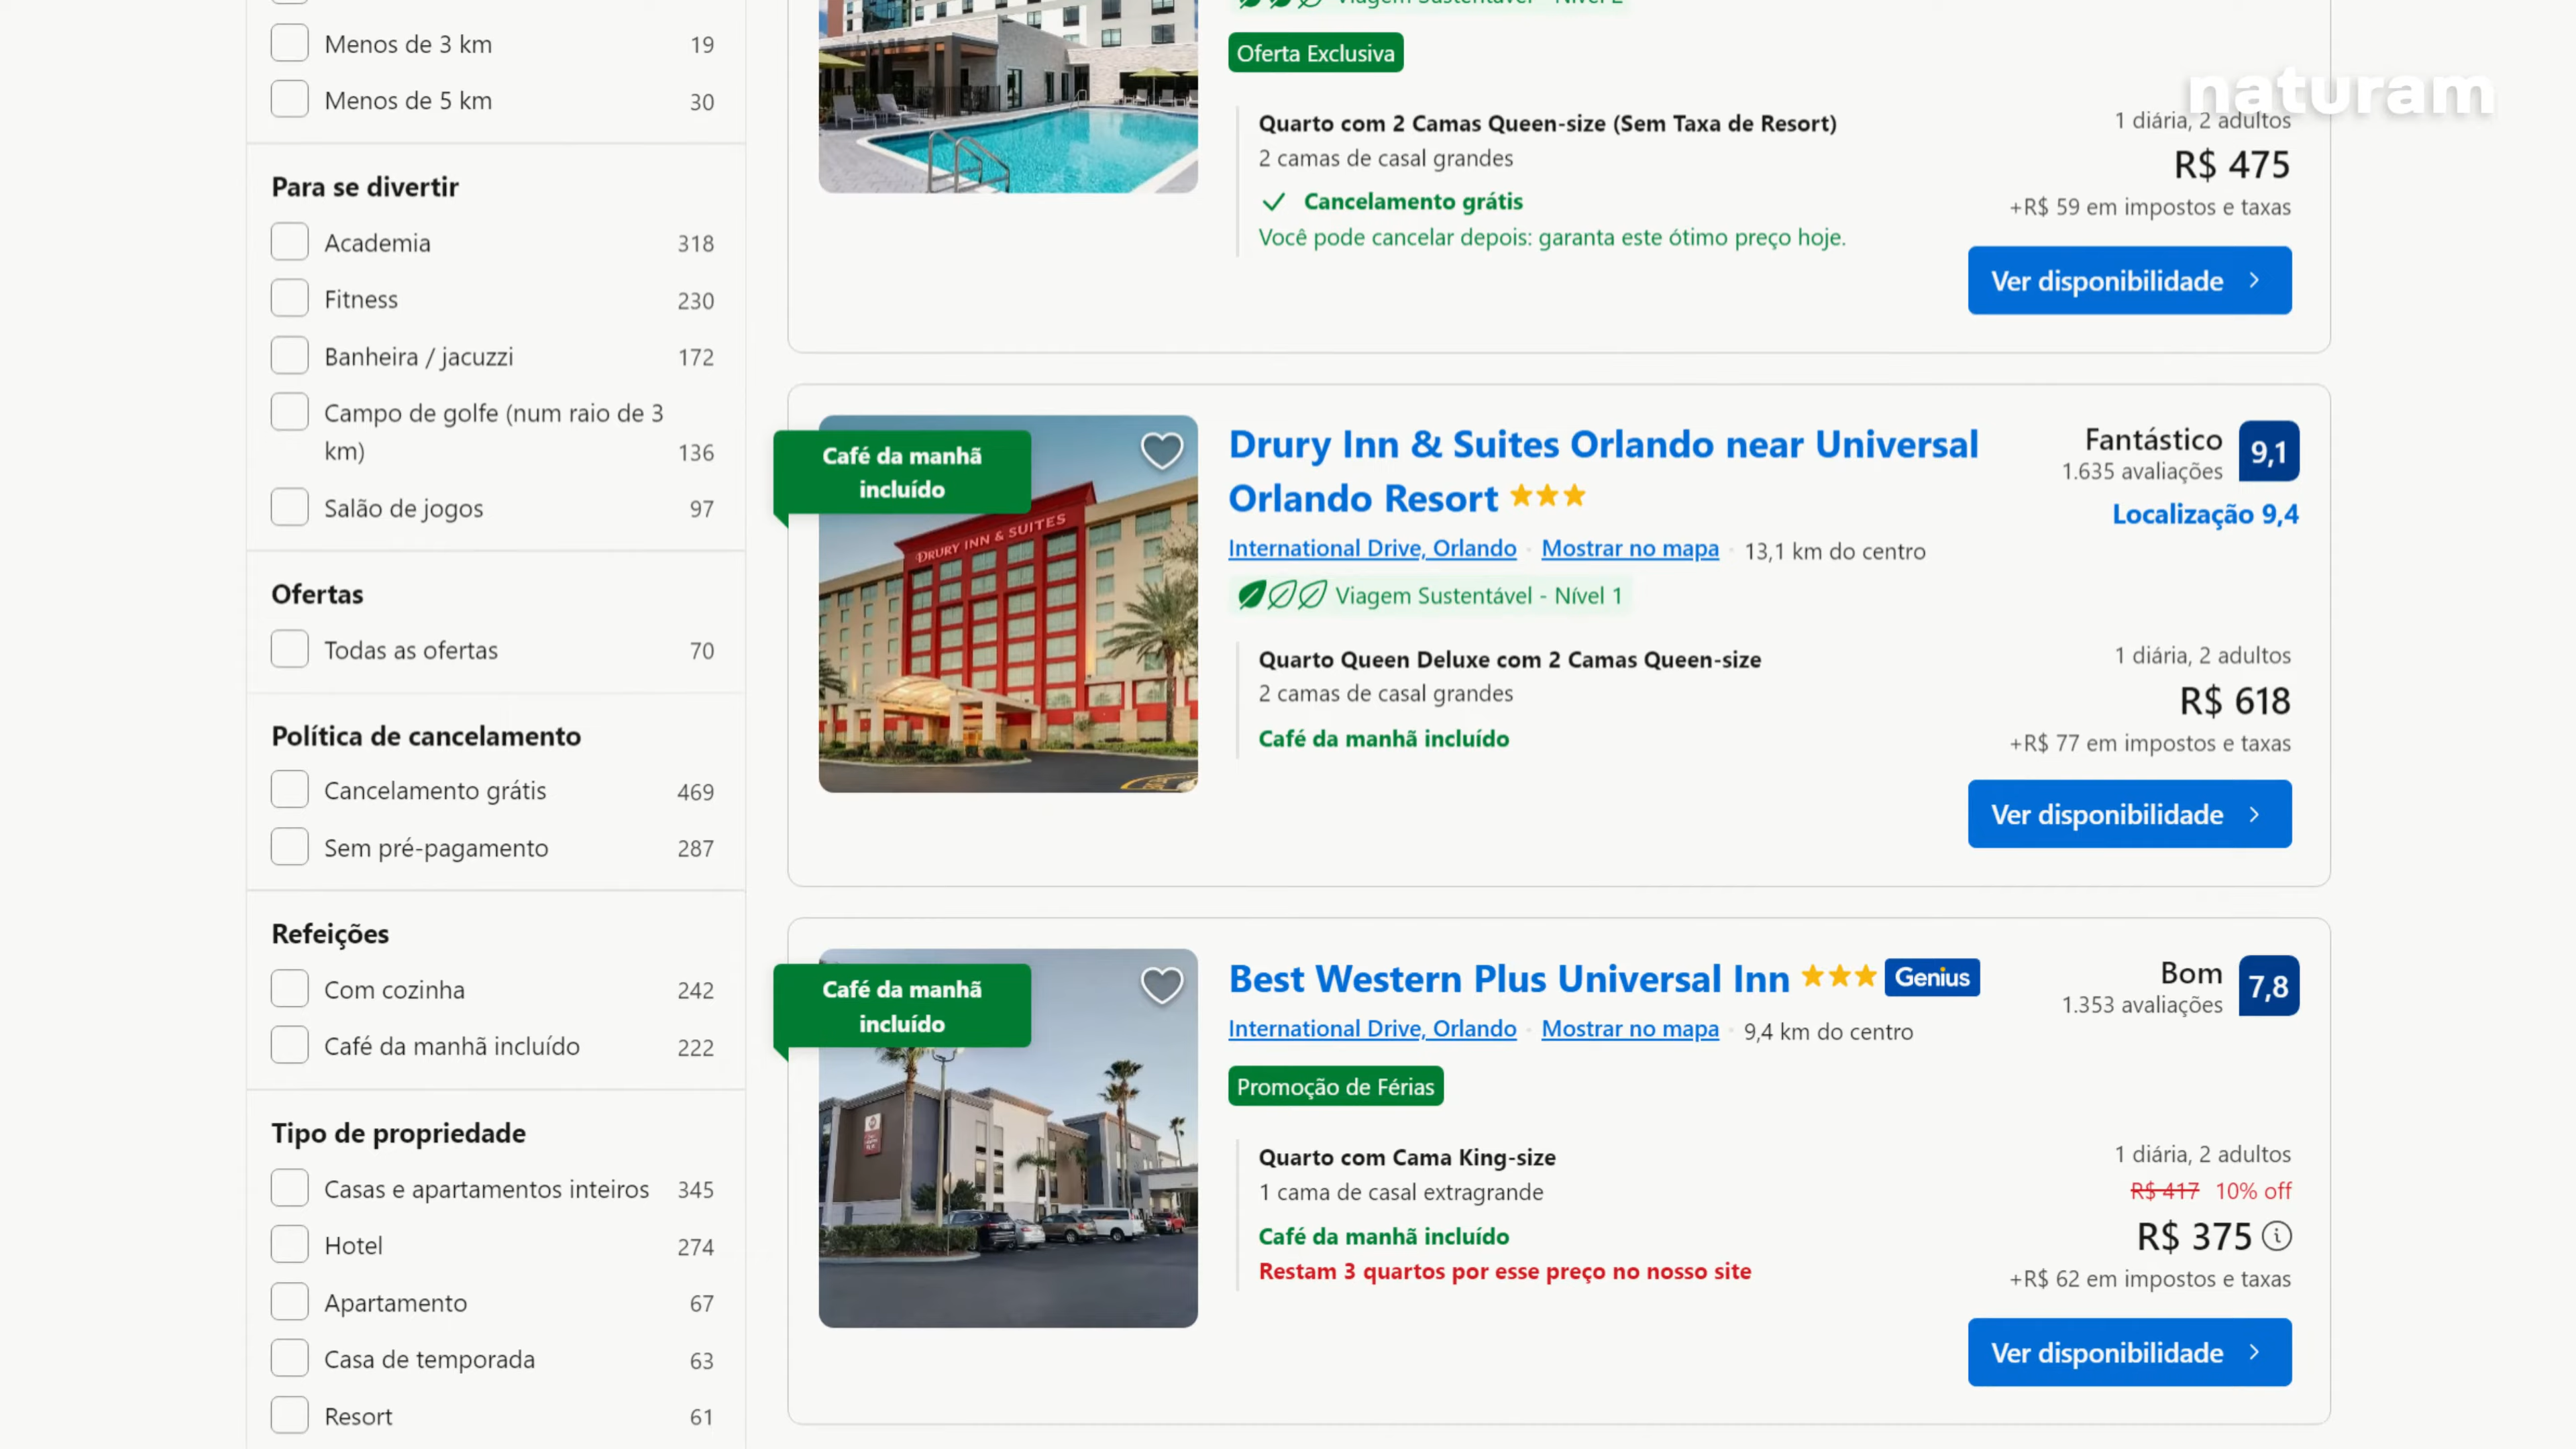 Menos de 3 km 19
Menos de 5 km 30
Para se divertir
Academia 318
Fitness 230
Banheira / jacuzzi 172
Campo de golfe (num raio de 3
km) 136
Salão de jogos 97
Ofertas
Todas as ofertas 70
Política de cancelamento
Cancelamento grátis 469
Sem pré-pagamento 287
Refeições
Com cozinha 242
Café da manhã incluído 222
Tipo de propriedade
Casas e apartamentos inteiros 345
Hotel 274
Apartamento 67
Casa de temporada 63
Resort 61
Viagem Sustentável - Nível 2
Oferta Exclusiva
naturam
Quarto com 2 Camas Queen-size (Sem Taxa de Resort)
2 camas de casal grandes
Cancelamento grátis
Você pode cancelar depois: garanta este ótimo preço hoje.
1 diária, 2 adultos
R$ 475
+R$ 59 em impostos e taxas
Ver disponibilidade
Café da manhã
incluído
DRURY INN & SUITES
Drury Inn & Suites Orlando near Universal
Orlando Resort
International Drive, Orlando Mostrar no mapa 13,1 km do centro
Viagem Sustentável - Nível 1
Fantástico 9,1
1.635 avaliações
Localização 9,4
Quarto Queen Deluxe com 2 Camas Queen-size
2 camas de casal grandes
Café da manhã incluído
1 diária, 2 adultos
R$ 618
+R$ 77 em impostos e taxas
Ver disponibilidade
Café da manhã
incluído
Best Western Plus Universal Inn Genius
International Drive, Orlando Mostrar no mapa 9,4 km do centro
Promoção de Férias
Bom 7,8
1.353 avaliações
Quarto com Cama King-size
1 cama de casal extragrande
Café da manhã incluído
Restam 3 quartos por esse preço no nosso site
1 diária, 2 adultos
R$ 417 10% off
R$ 375
+R$ 62 em impostos e taxas
Ver disponibilidade